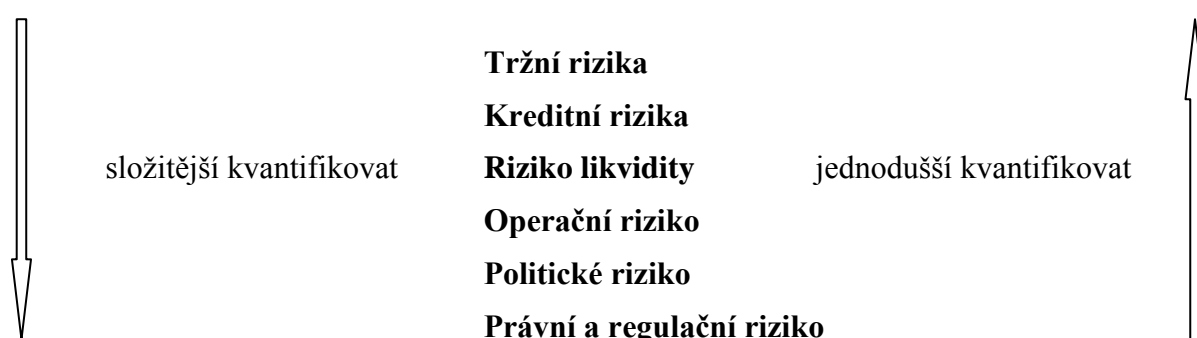 Tržní rizika
Kreditní rizika
složitější kvantifikovat Riziko likvidity jednodušší kvantifikovat
Operační riziko
Politické riziko
Právní a regulační riziko